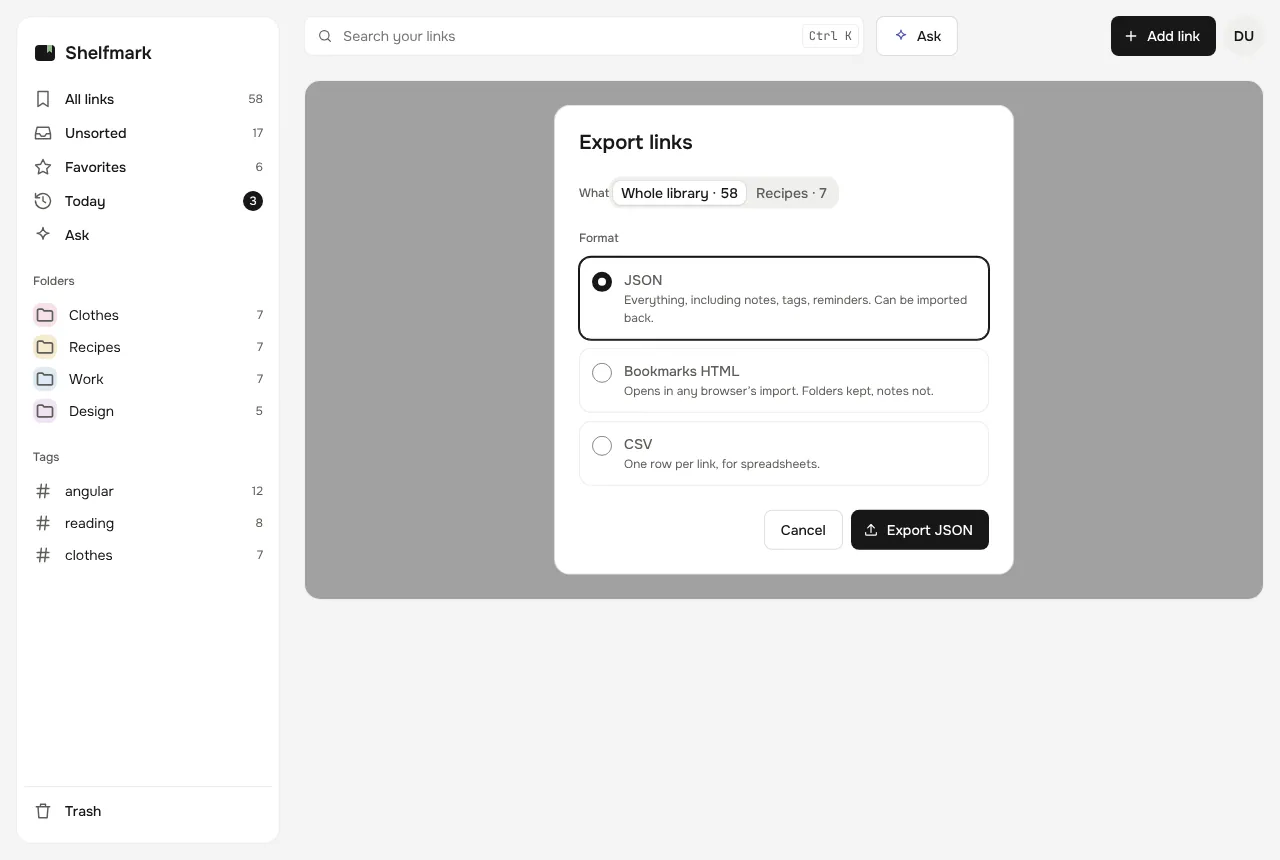 Shelfmark
All links 58
Unsorted 17
Favorites 6
Today 3
Ask
Folders
Clothes 7
Recipes 7
Work 7
Design 5
Tags
# angular 12
# reading 8
# clothes 7
Trash
Search your links Ctrl K
Ask
+ Add link
DU
Export links
What Whole library · 58 Recipes · 7
Format
JSON
Everything, including notes, tags, reminders. Can be imported
back.
Bookmarks HTML
Opens in any browser's import. Folders kept, notes not.
CSV
One row per link, for spreadsheets.
Cancel
Export JSON